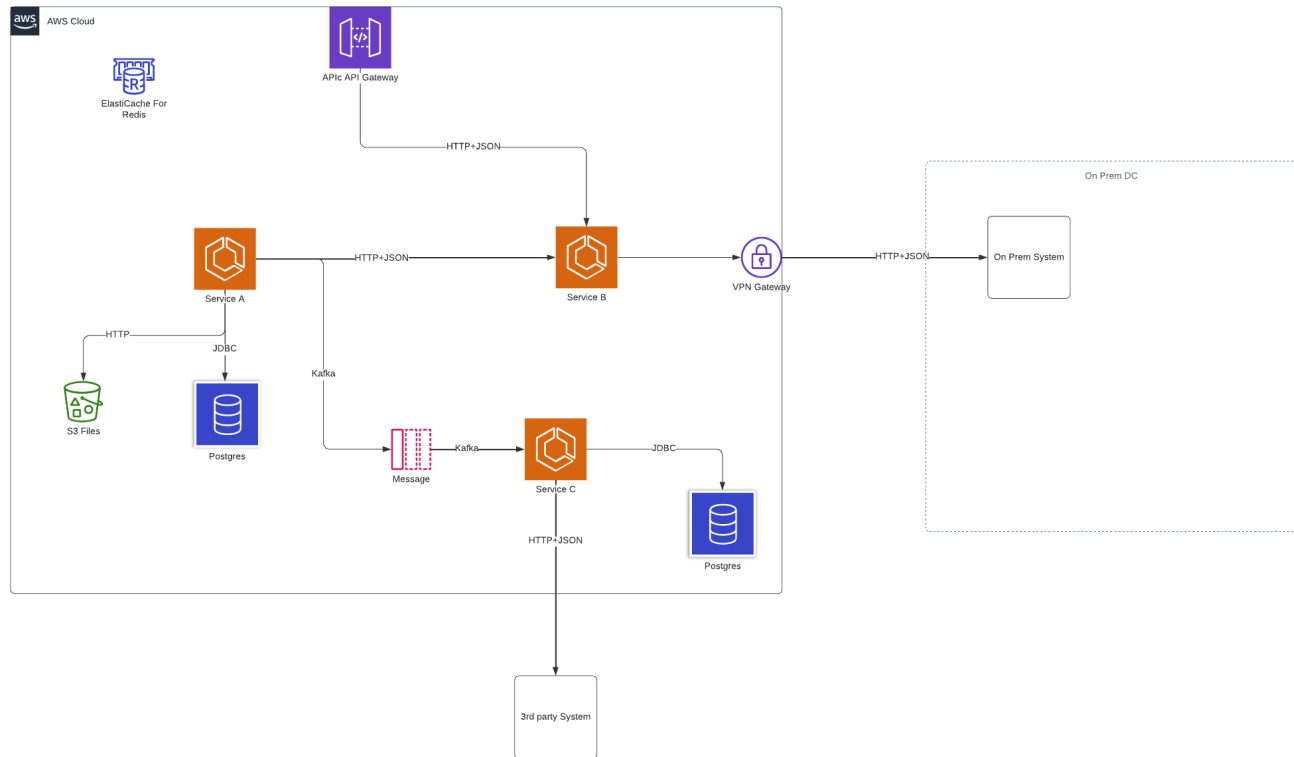 aws
AWS Cloud
APIc API Gateway
R
ElastiCache For
Redis
HTTP+JSON
On Prem DC
HTTP+JSON
HTTP+JSON
On Prem System
Service A
Service B
VPN Gateway
HTTP
JDBC
Kafka
S3 Files
Postgres
Kafka
JDBC
Message
Service C
HTTP+JSON
Postgres
3rd party System